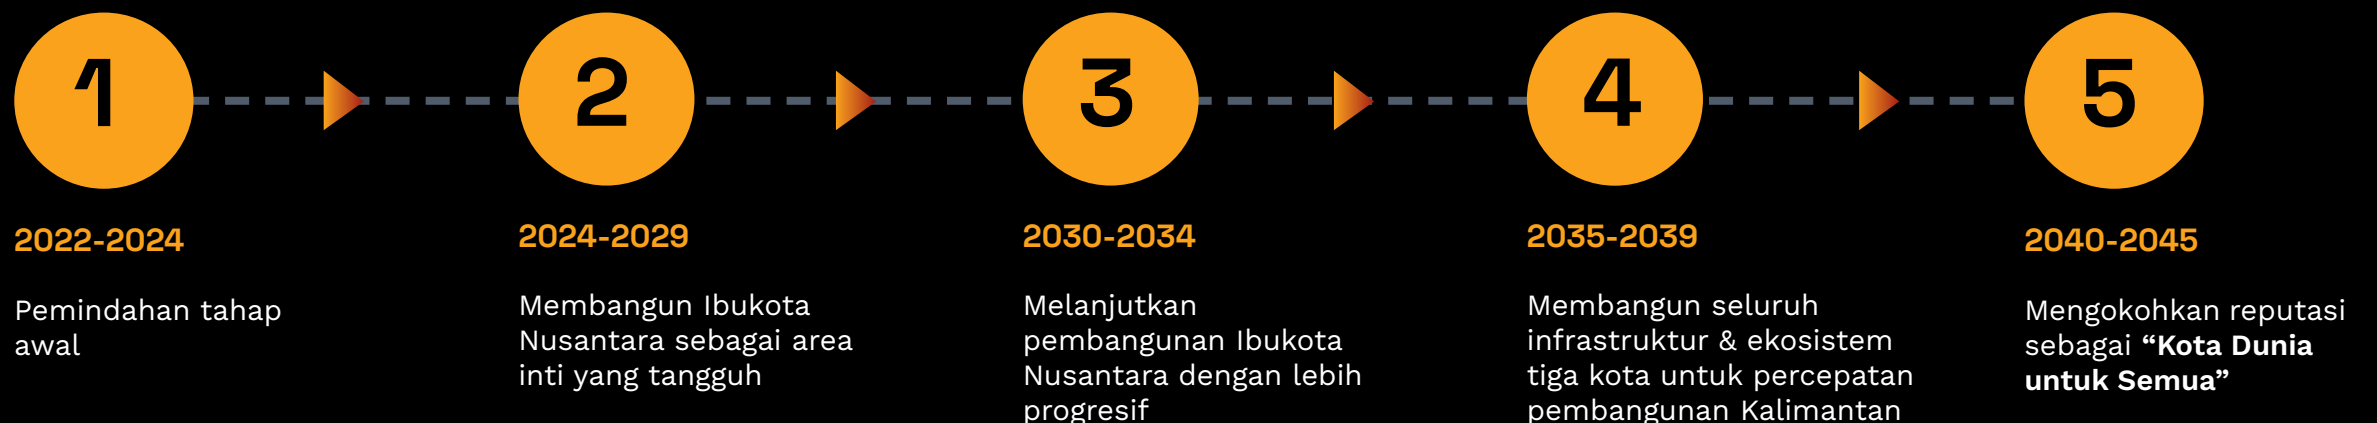 1
2022-2024
Pemindahan tahap
awal
2
2024-2029
Membangun Ibukota
Nusantara sebagai area
inti yang tangguh
3
2030-2034
Melanjutkan
pembangunan Ibukota
Nusantara dengan lebih
progresif
4
2035-2039
Membangun seluruh
infrastruktur & ekosistem
tiga kota untuk percepatan
pembangunan Kalimantan
5
2040-2045
Mengokohkan reputasi
sebagai “Kota Dunia
untuk Semua”